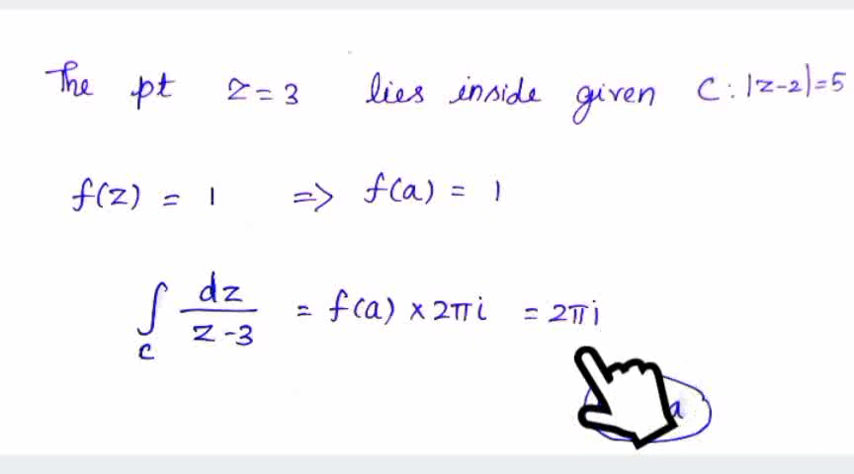 The pt z=3 lies inside given C: |z-2|=5
f(z) = 1 => f(a) = 1
∫_C dz/(z-3) = f(a) × 2πi = 2πi